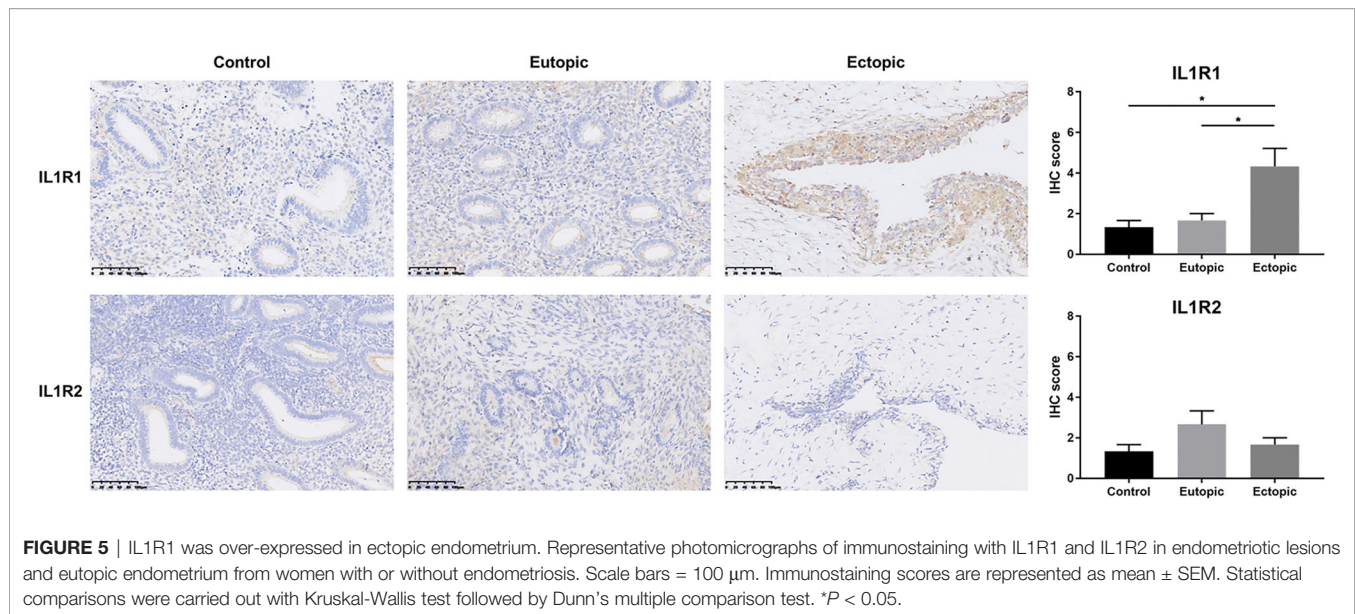 Control
Eutopic
Ectopic
IL1R1
IL1R2
IL1R1
8
6
4
2
0
IHC score
*
*
Control
Eutopic
Ectopic
IL1R2
8
6
4
2
0
IHC score
Control
Eutopic
Ectopic
FIGURE 5 | IL1R1 was over-expressed in ectopic endometrium. Representative photomicrographs of immunostaining with IL1R1 and IL1R2 in endometriotic lesions
and eutopic endometrium from women with or without endometriosis. Scale bars = 100 μm. Immunostaining scores are represented as mean ± SEM. Statistical
comparisons were carried out with Kruskal-Wallis test followed by Dunn’s multiple comparison test. *P < 0.05.